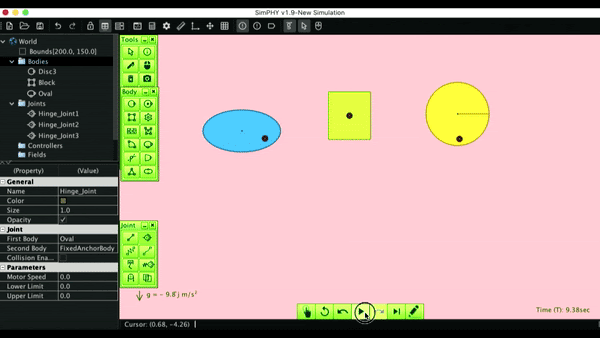 SimPHY v1.9-New Simulation
World
Bounds[200.0, 150.0]
Bodies
Disc3
Block
Oval
Joints
Hinge_Joint1
Hinge_Joint2
Hinge_Joint3
Controllers
Fields
(Property) (Value)
General
Name Hinge_Joint
Color
Size 1.0
Opacity
Joint
First Body Oval
Second Body FixedAnchorBody
Collision Ena...
Parameters
Motor Speed 0.0
Lower Limit 0.0
Upper Limit 0.0
Tools
Body
Joint
g = - 9.8 j m/s²
Time (T): 9.38sec
Cursor: (0.68, -4.26)